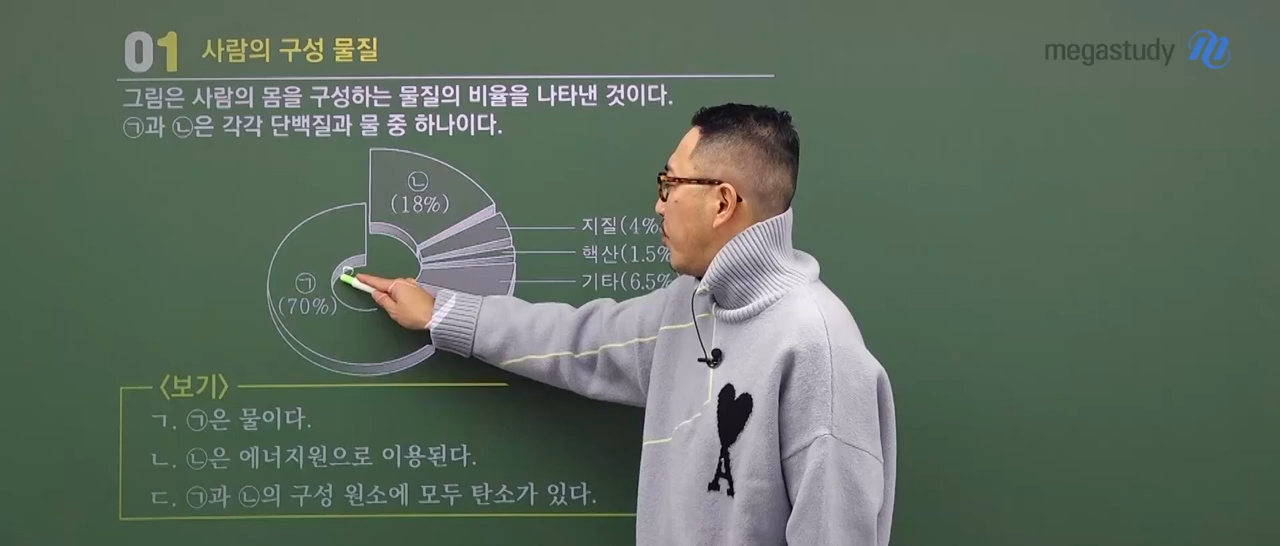 01 사람의 구성 물질
megastudy
그림은 사람의 몸을 구성하는 물질의 비율을 나타낸 것이다.
㉠과 ㉡은 각각 단백질과 물 중 하나이다.
㉡
(18%)
지질(4%
핵산(1.5%
기타(6.5%
㉠
(70%)
<보기>
ㄱ. ㉠은 물이다.
ㄴ. ㉡은 에너지원으로 이용된다.
ㄷ. ㉠과 ㉡의 구성 원소에 모두 탄소가 있다.
A